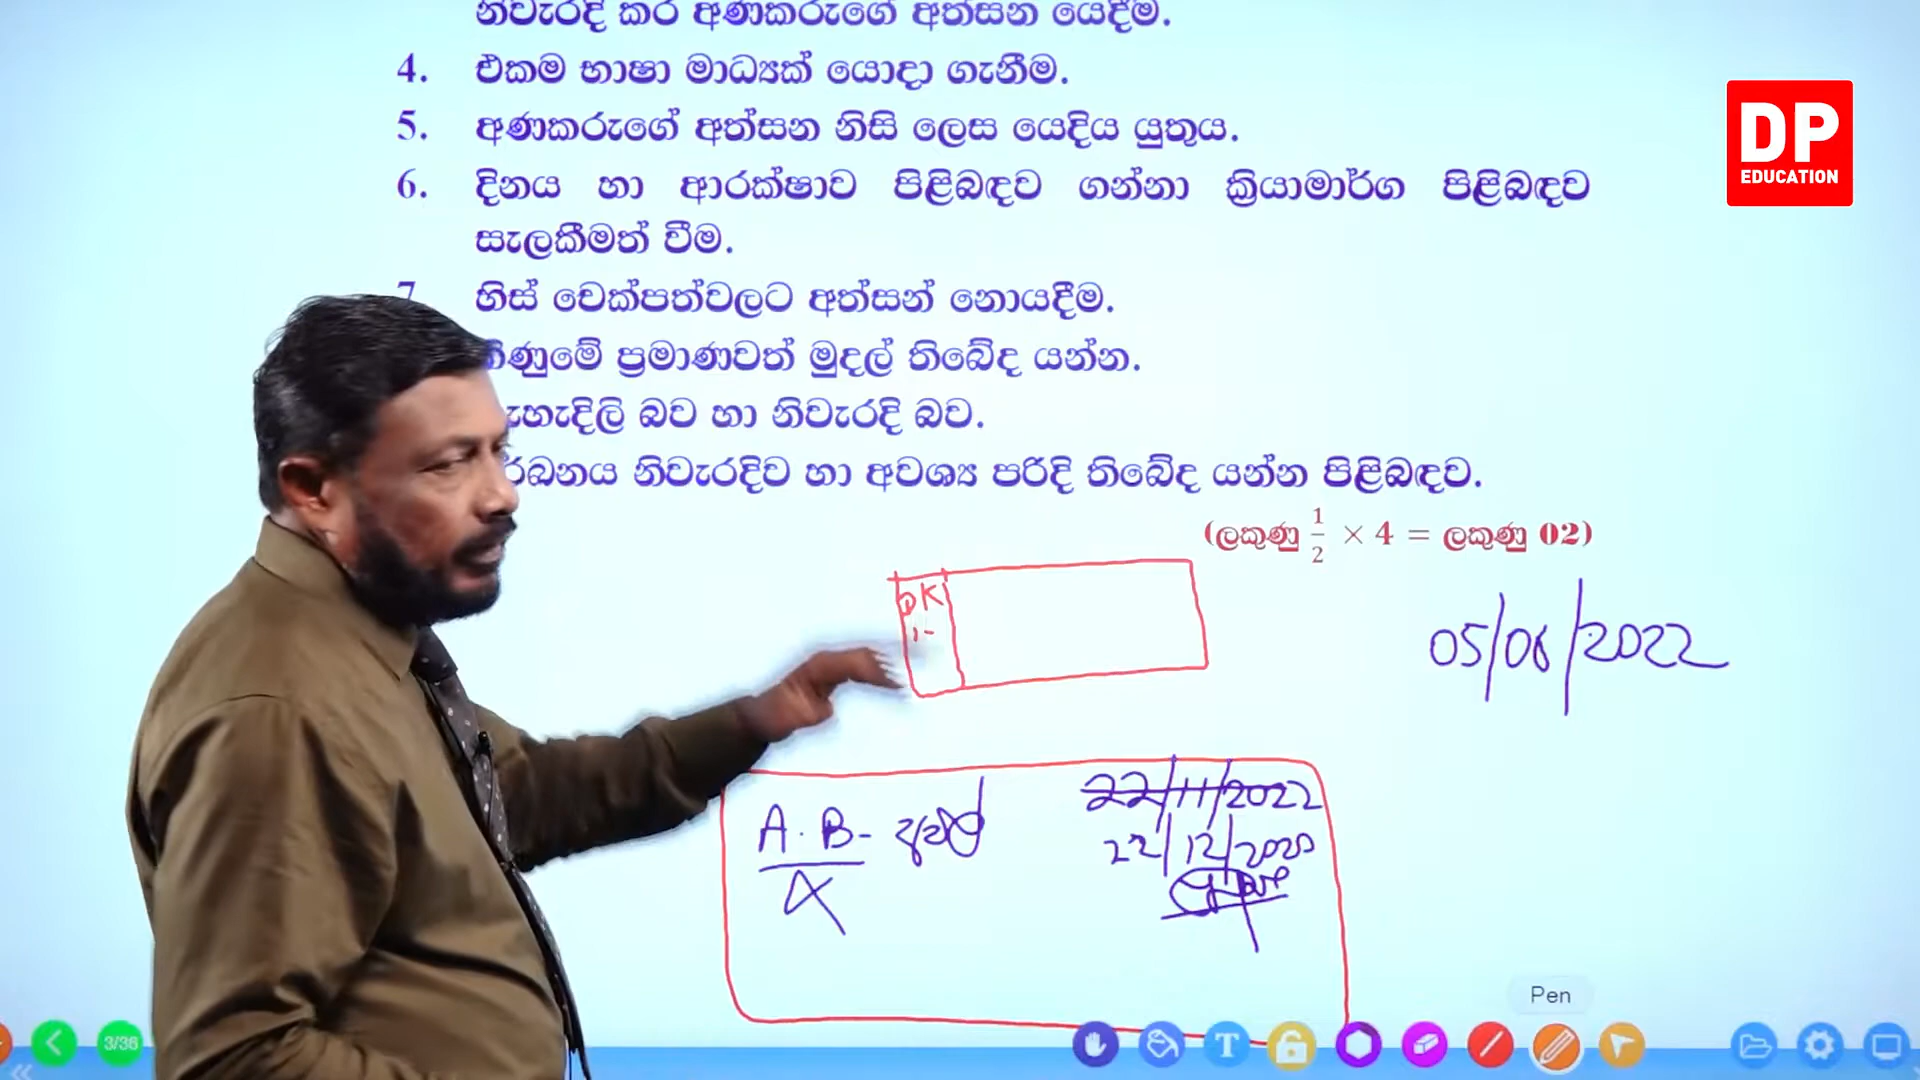 නිවැරදි කර අණකරුගේ අත්සන යෙදීම.
4. එකම භාෂා මාධ්‍යක් යොදා ගැනීම.
5. අණකරුගේ අත්සන නිසි ලෙස යෙදිය යුතුය.
6. දිනය හා ආරක්ෂාව පිළිබඳව ගන්නා ක්‍රියාමාර්ග පිළිබඳව
සැලකීමත් වීම.
7. හිස් චෙක්පත්වලට අත්සන් නොයදීම.
ප්‍රමාණවත් මුදල් තිබේද යන්න.
බව හා නිවැරදි බව.
නිවැරදිව හා අවශ්‍ය පරිදි තිබේද යන්න පිළිබඳව.
(ලකුණු 1/2 × 4 = ලකුණු 02)
DP
EDUCATION
05/06/2022
A.B-
22/11/2022
22/12/2020
Pen
3/36
T